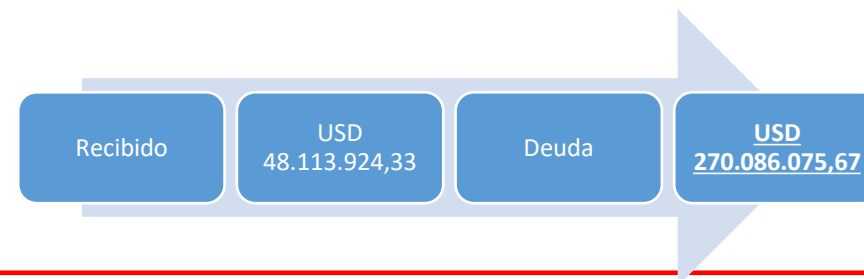 Recibido
USD
48.113.924,33
Deuda
USD
270.086.075,67